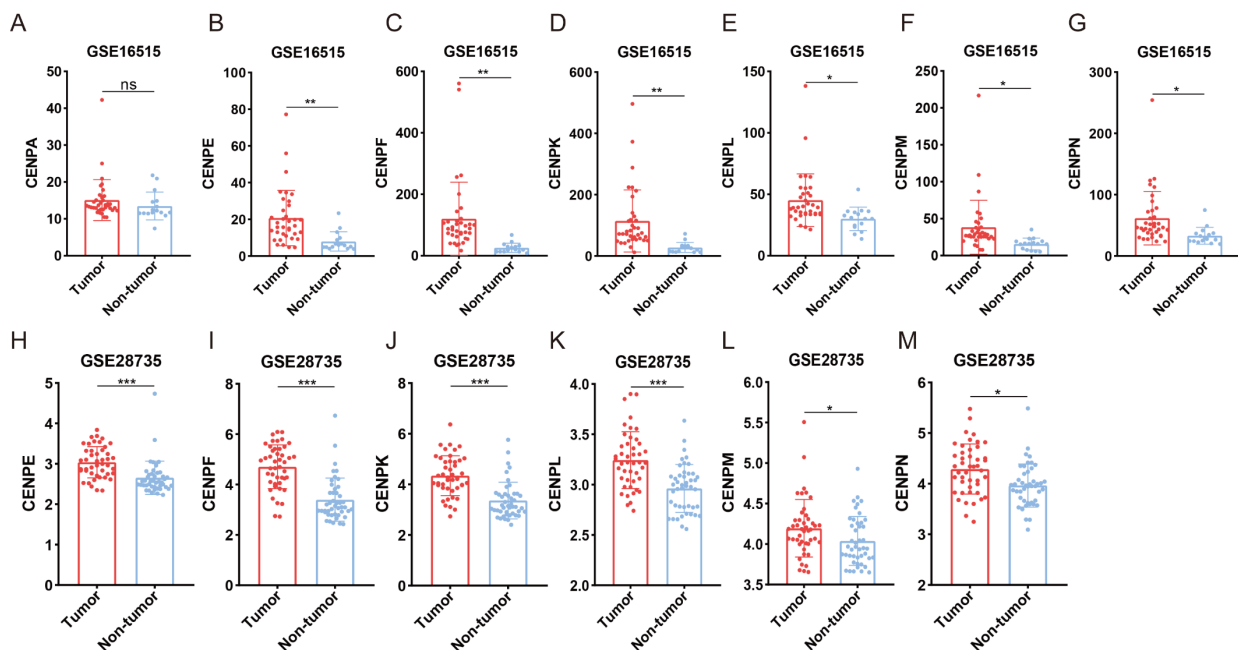 A B C D E F G
GSE16515 GSE16515 GSE16515 GSE16515 GSE16515 GSE16515 GSE16515
CENPA 50 40 30 20 10 0 ns Tumor Non-tumor
CENPE 100 80 60 40 20 0 ** Tumor Non-tumor
CENPF 600 400 200 100 0 ** Tumor Non-tumor
CENPK 600 400 200 0 ** Tumor Non-tumor
CENPL 150 100 50 0 * Tumor Non-tumor
CENPM 250 200 150 100 50 0 * Tumor Non-tumor
CENPN 300 200 100 0 * Tumor Non-tumor
H I J K L M
GSE28735 GSE28735 GSE28735 GSE28735 GSE28735 GSE28735
CENPE 5 4 3 2 1 0 *** Tumor Non-tumor
CENPF 8 6 4 2 0 *** Tumor Non-tumor
CENPK 8 6 4 2 0 *** Tumor Non-tumor
CENPL 4.0 3.5 3.0 2.5 2.0 *** Tumor Non-tumor
CENPM 6.0 5.5 5.0 4.5 4.0 3.5 * Tumor Non-tumor
CENPN 6 5 4 3 2 * Tumor Non-tumor